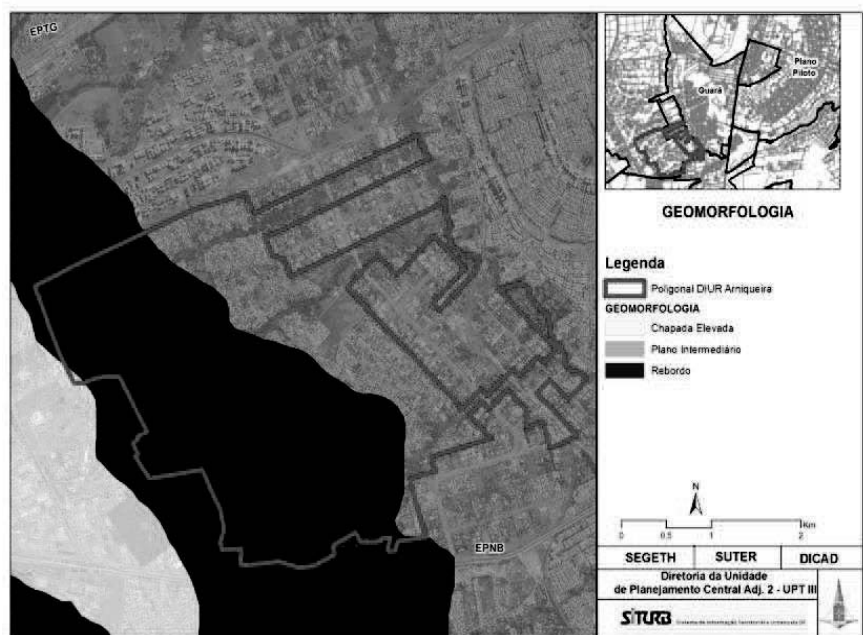 EPTG
EPNB
Plano
Piloto
Guará
GEOMORFOLOGIA
Legenda
Poligonal DIUR Arniqueira
GEOMORFOLOGIA
Chapada Elevada
Plano Intermediário
Rebordo
N
0 0.5 1 2 Km
SEGETH SUTER DICAD
Diretoria da Unidade
de Planejamento Central Adj. 2 - UPT III
SITURB